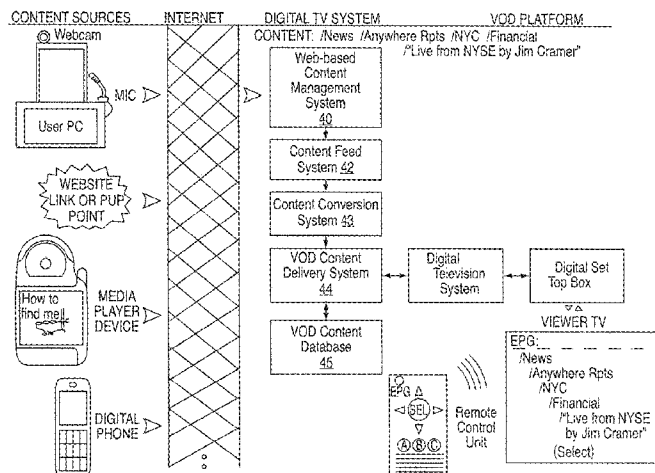 CONTENT SOURCES
INTERNET
DIGITAL TV SYSTEM
VOD PLATFORM
Webcam
MIC
User PC
WEBSITE
LINK OR PUP
POINT
How to
find me!!
MEDIA
PLAYER
DEVICE
DIGITAL
PHONE
CONTENT: /News /Anywhere Rpts /NYC /Financial
/"Live from NYSE by Jim Cramer"
Web-based
Content
Management
System
40
Content Feed
System 42
Content Conversion
System 43
VOD Content
Delivery System
44
Digital
Television
System
Digital Set
Top Box
VOD Content
Database
45
VIEWER TV
EPG
SEL
A B C
Remote
Control
Unit
EPG:
/News
/Anywhere Rpts
/NYC
/Financial
/"Live from NYSE
by Jim Cramer"
(Select)